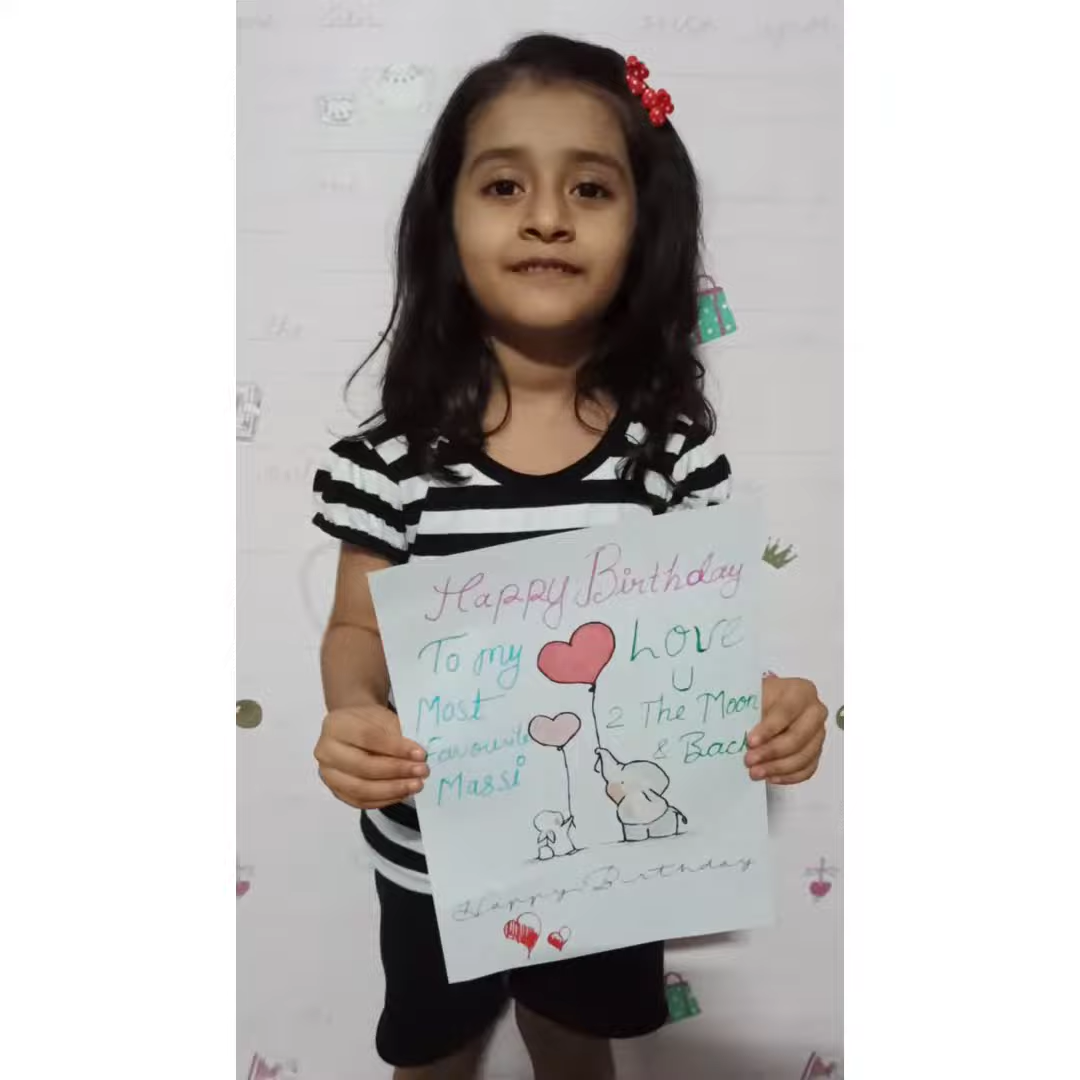 Happy Birthday
To my
Most
Favourite
Massi
Love
U
2 The Moon
& Back
Happy Birthday